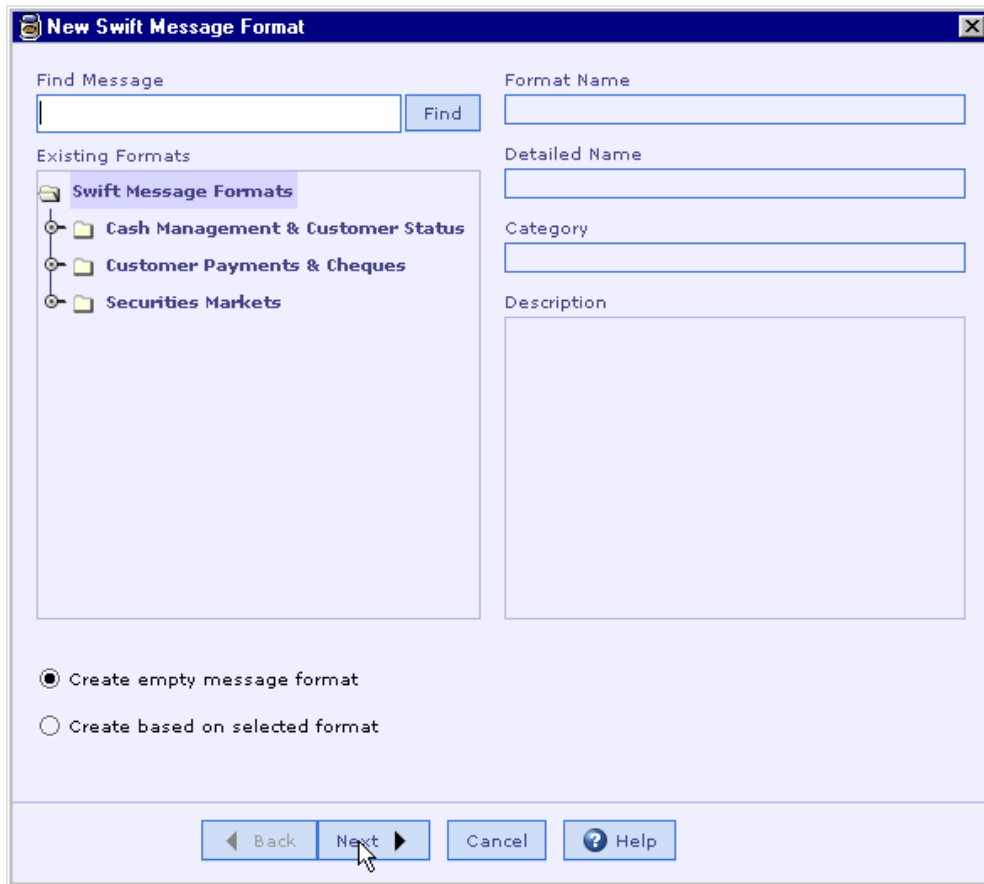 New Swift Message Format
Find Message
Find
Existing Formats
Swift Message Formats
Cash Management & Customer Status
Customer Payments & Cheques
Securities Markets
Format Name
Detailed Name
Category
Description
Create empty message format
Create based on selected format
Back Next Cancel Help